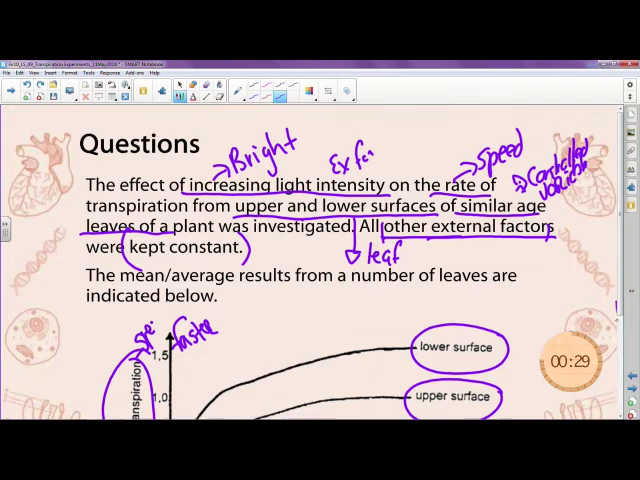 Gr10_LS_09_Transpiration Experiments_11May2016 * - SMART Notebook
File Edit View Insert Format Tools Response Add-ons Help
Questions
Bright
Ex fac
Speed
Controlled
variable
The effect of increasing light intensity on the rate of
transpiration from upper and lower surfaces of similar age
leaves of a plant was investigated. All other external factors
were kept constant.
leaf
The mean/average results from a number of leaves are
indicated below.
faster
1,5
lower surface
00:29
1,0
upper surface
transpiration